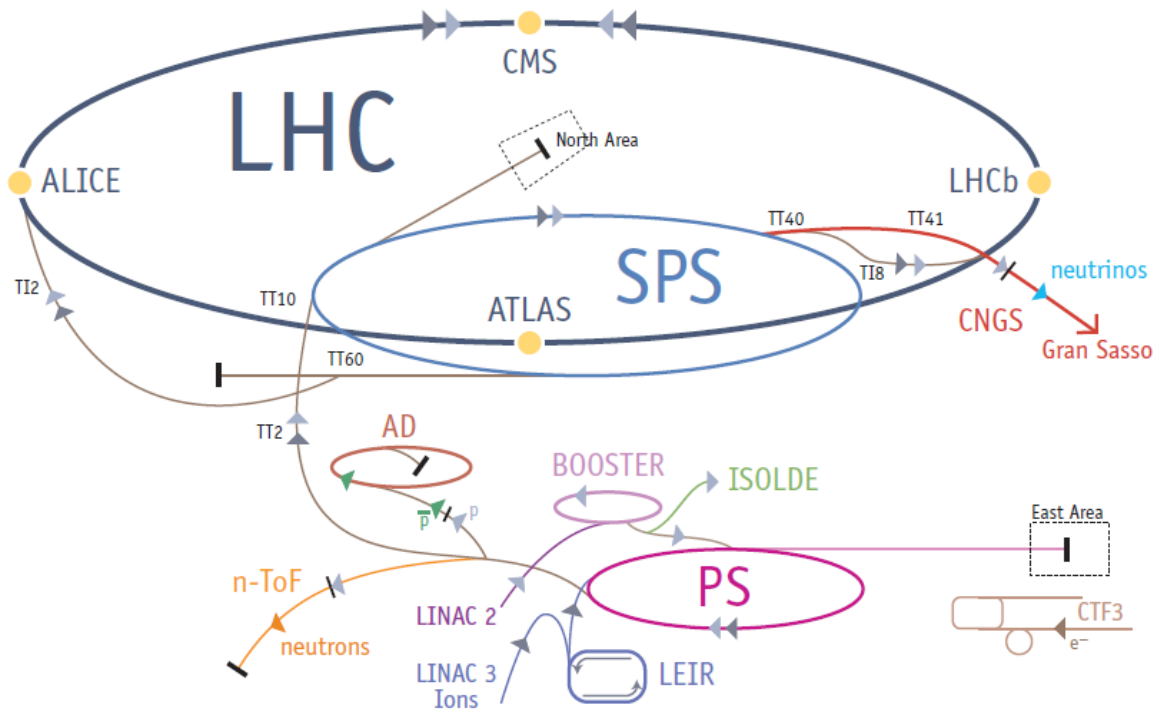 CMS
LHC
North Area
ALICE
LHCb
TT40
TT41
SPS
TI8
neutrinos
TI2
TT10
ATLAS
CNGS
Gran Sasso
TT60
TT2
AD
BOOSTER
ISOLDE
p̅
p
East Area
n-ToF
PS
LINAC 2
CTF3
neutrons
e⁻
LINAC 3
Ions
LEIR